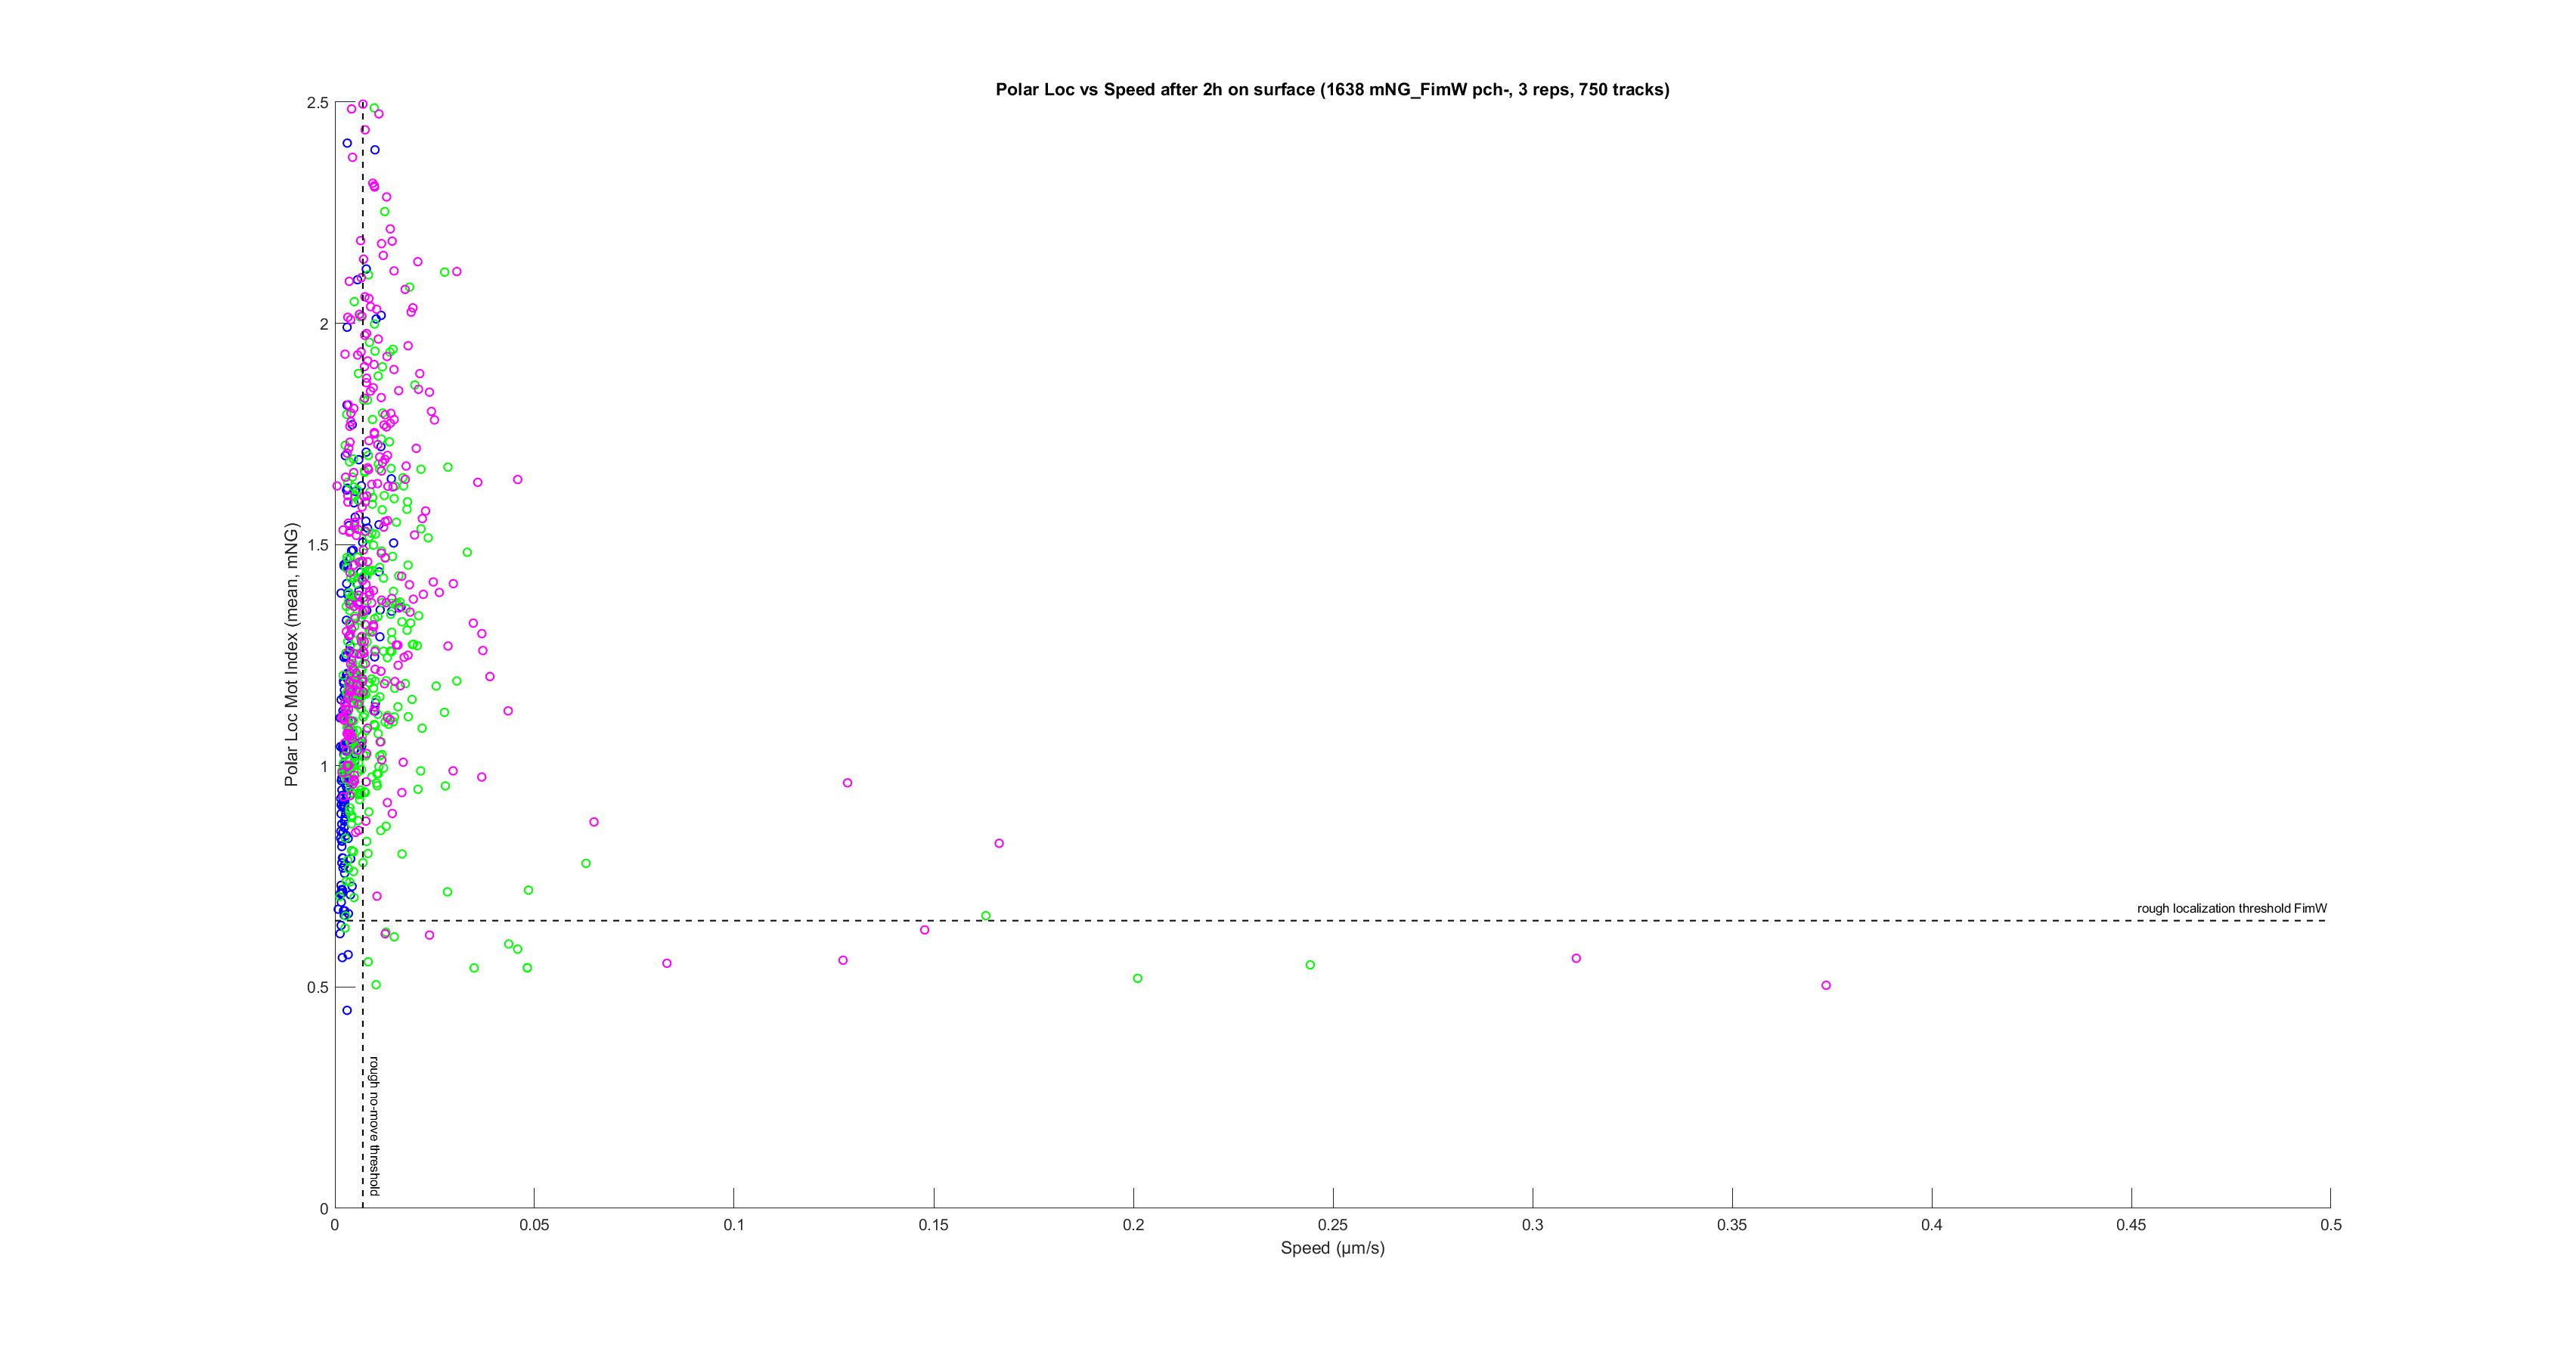 Polar Loc vs Speed after 2h on surface (1638 mNG_FimW pch-, 3 reps, 750 tracks)
2.5
2
1.5
1
0.5
0
Polar Loc Mot Index (mean, mNG)
rough localization threshold FimW
rough no-move threshold
0 0.05 0.1 0.15 0.2 0.25 0.3 0.35 0.4 0.45 0.5
Speed (µm/s)